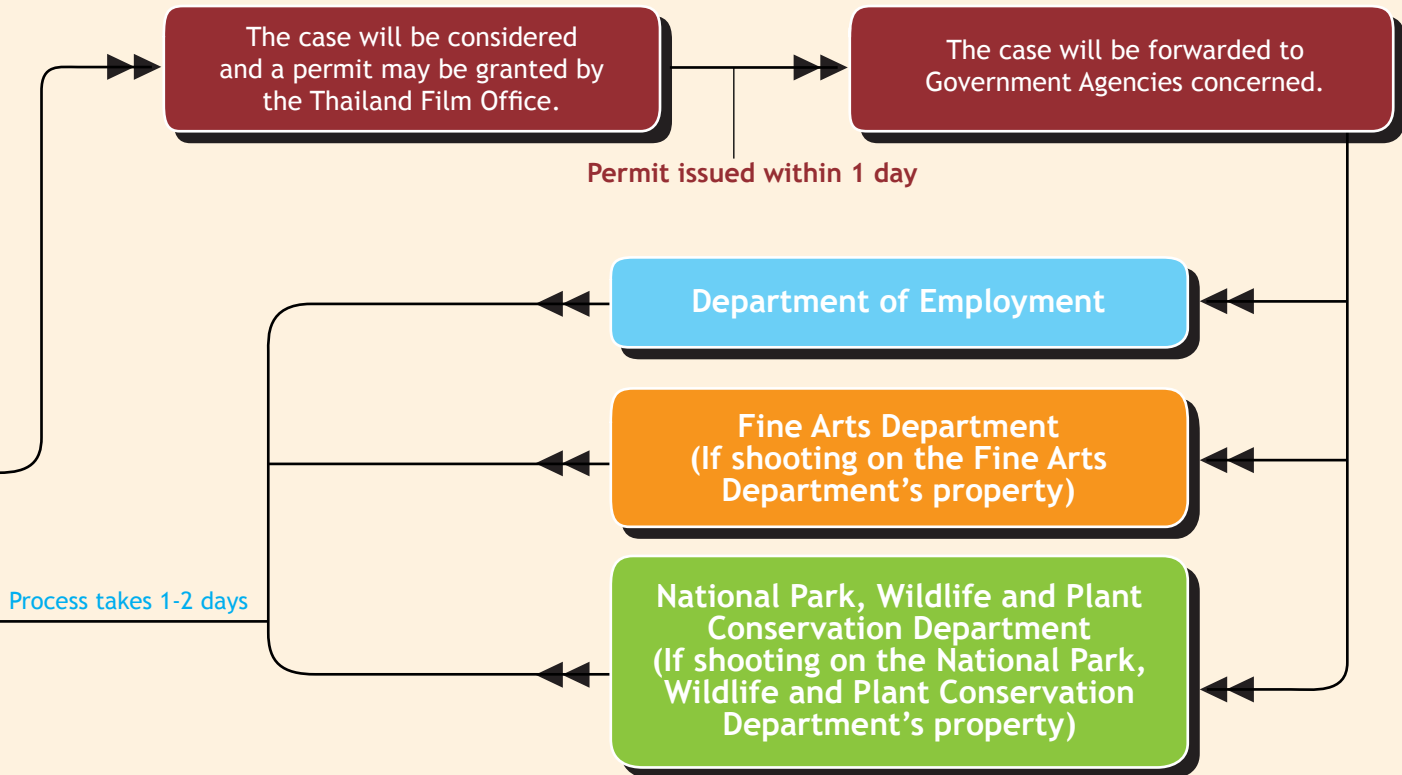 The case will be considered
and a permit may be granted by
the Thailand Film Office.
The case will be forwarded to
Government Agencies concerned.
Permit issued within 1 day
Department of Employment
Fine Arts Department
(If shooting on the Fine Arts
Department’s property)
Process takes 1-2 days
National Park, Wildlife and Plant
Conservation Department
(If shooting on the National Park,
Wildlife and Plant Conservation
Department’s property)